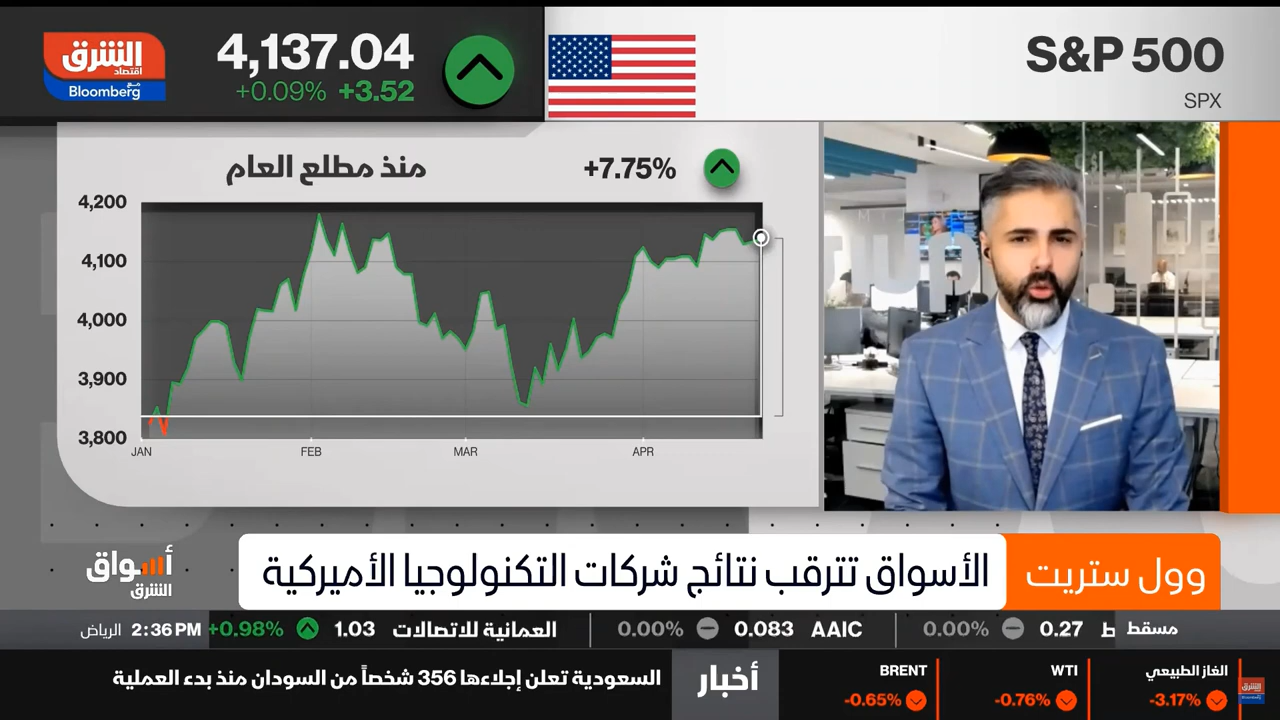 الشرق
اقتصاد
مع
Bloomberg
4,137.04
+0.09% +3.52
S&P 500
SPX
منذ مطلع العام
+7.75%
4,200
4,100
4,000
3,900
3,800
JAN FEB MAR APR
وول ستريت
الأسواق تترقب نتائج شركات التكنولوجيا الأميركية
أسواق
الشرق
مسقط 0.27 0.00%
AAIC 0.083 0.00%
العمانية للاتصالات 1.03 +0.98%
2:36 PM الرياض
الغاز الطبيعي
-3.17%
WTI
-0.76%
BRENT
-0.65%
أخبار
السعودية تعلن إجلاءها 356 شخصاً من السودان منذ بدء العملية
الشرق
Bloomberg